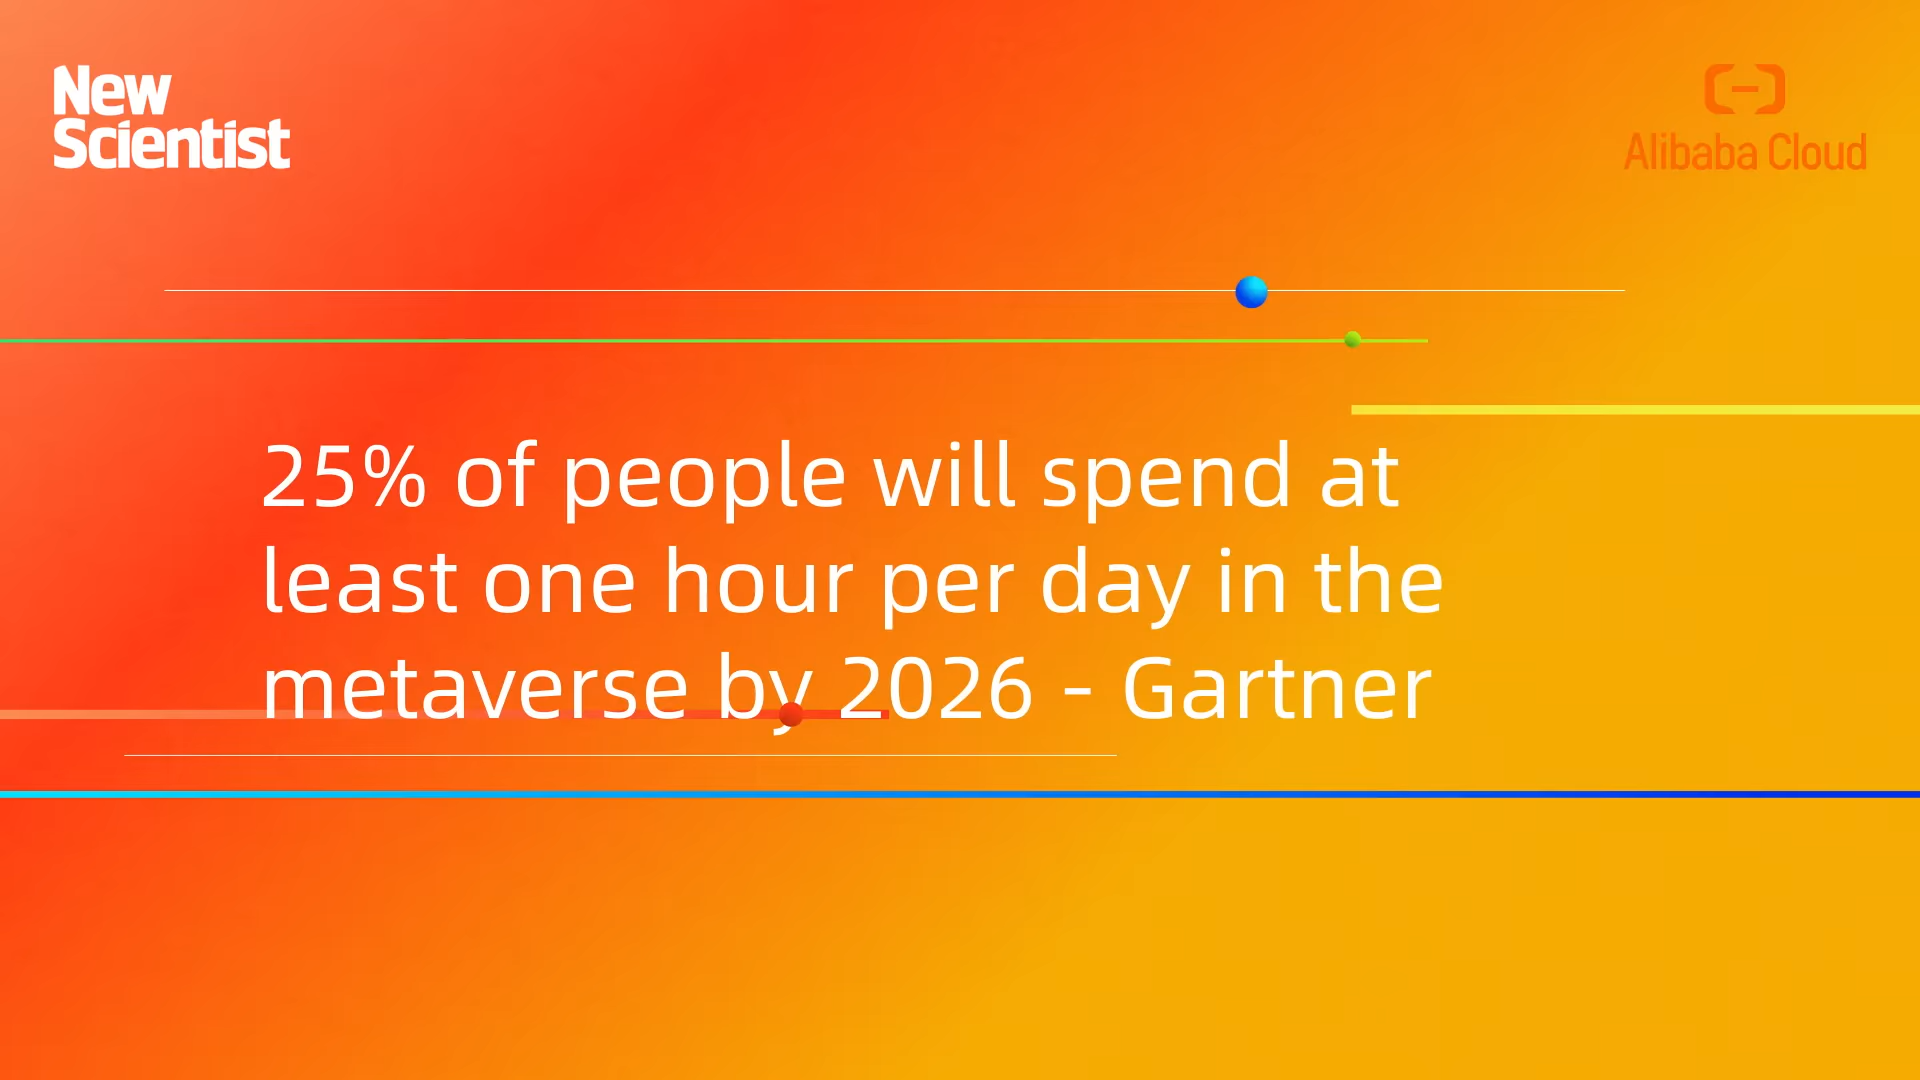 New
Scientist
Alibaba Cloud
25% of people will spend at
least one hour per day in the
metaverse by 2026 - Gartner